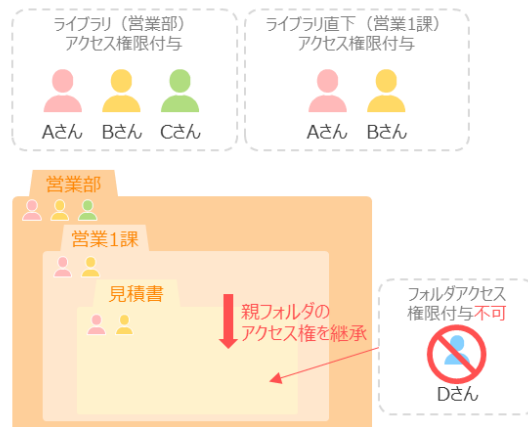 ライブラリ（営業部）
アクセス権限付与
Aさん Bさん Cさん
ライブラリ直下（営業1課）
アクセス権限付与
Aさん Bさん
営業部
営業1課
見積書
親フォルダの
アクセス権を継承
フォルダアクセス
権限付与不可
Dさん